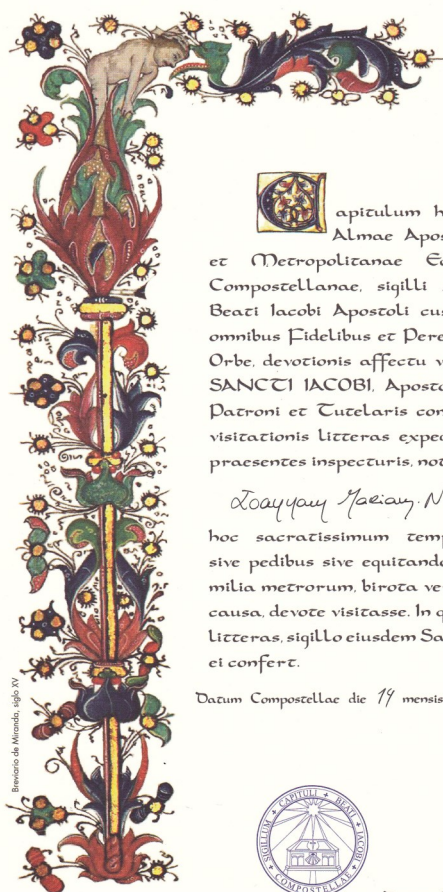 Capitulum h
Almae Apos
et Metropolitanae Ec
Compostellanae, sigilli
Beati Iacobi Apostoli cus
omnibus Fidelibus et Pere
Orbe, devotionis affectu v
SANCTI IACOBI, Aposto
Patroni et Tutelaris con
visitationis litteras exped
praesentes inspecturis, not
hoc sacratissimum temp
sive pedibus sive equitando
milia metrorum, birota ve
causa, devote visitasse. In q
litteras, sigillo eiusdem Sa
ei confert.
Datum Compostellae die 19 mensis
Breviario de Miranda, siglo XV
SIGILLUM + CAPITULI + BEATI + IACOBI + COMPOSTELLAE +